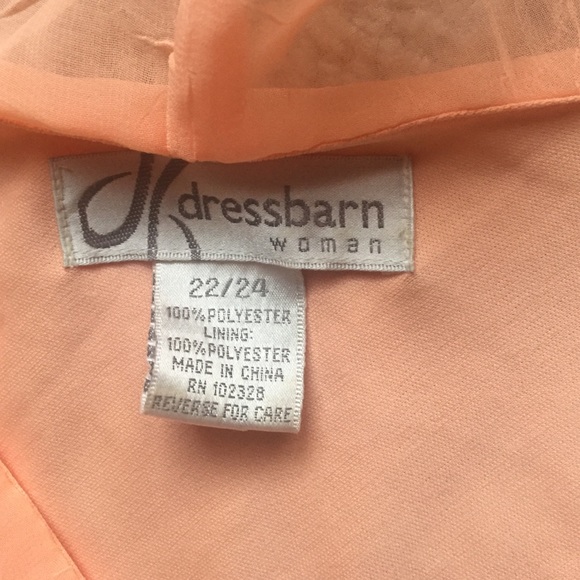 dressbarn
woman
22/24
100%POLYESTER
LINING:
100%POLYESTER
MADE IN CHINA
RN 102328
REVERSE FOR CARE